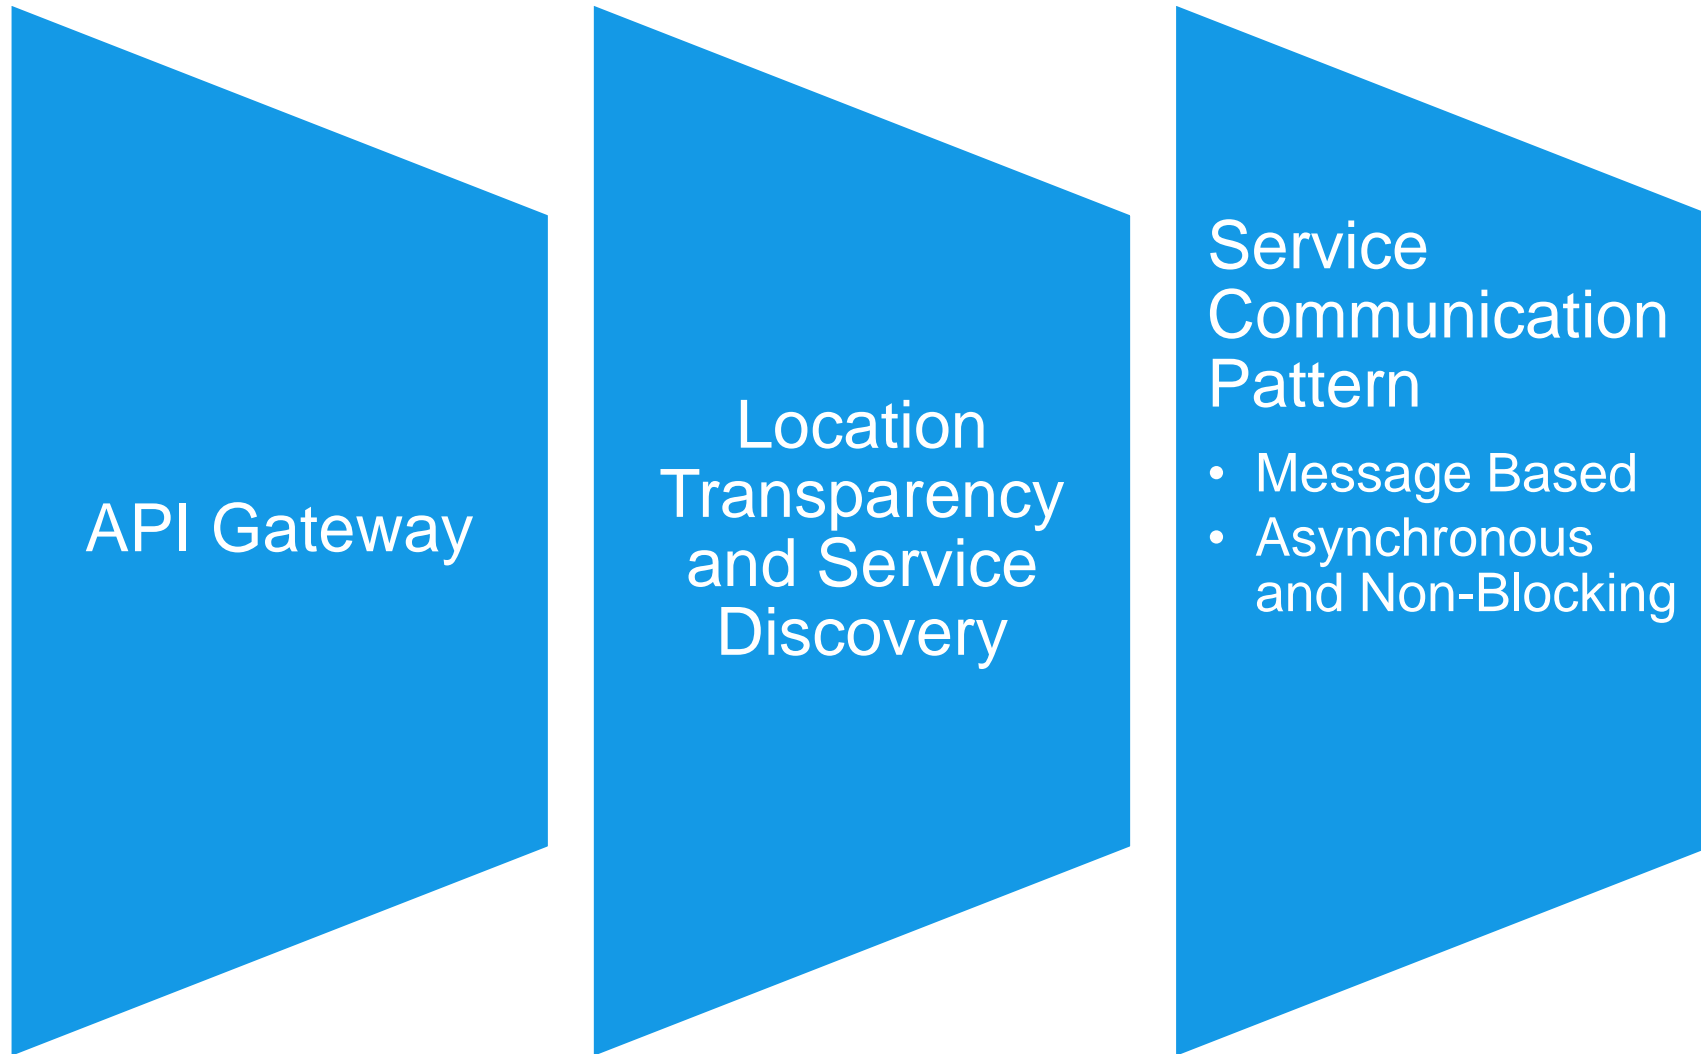 API Gateway
Location
Transparency
and Service
Discovery
Service
Communication
Pattern
• Message Based
• Asynchronous
and Non-Blocking